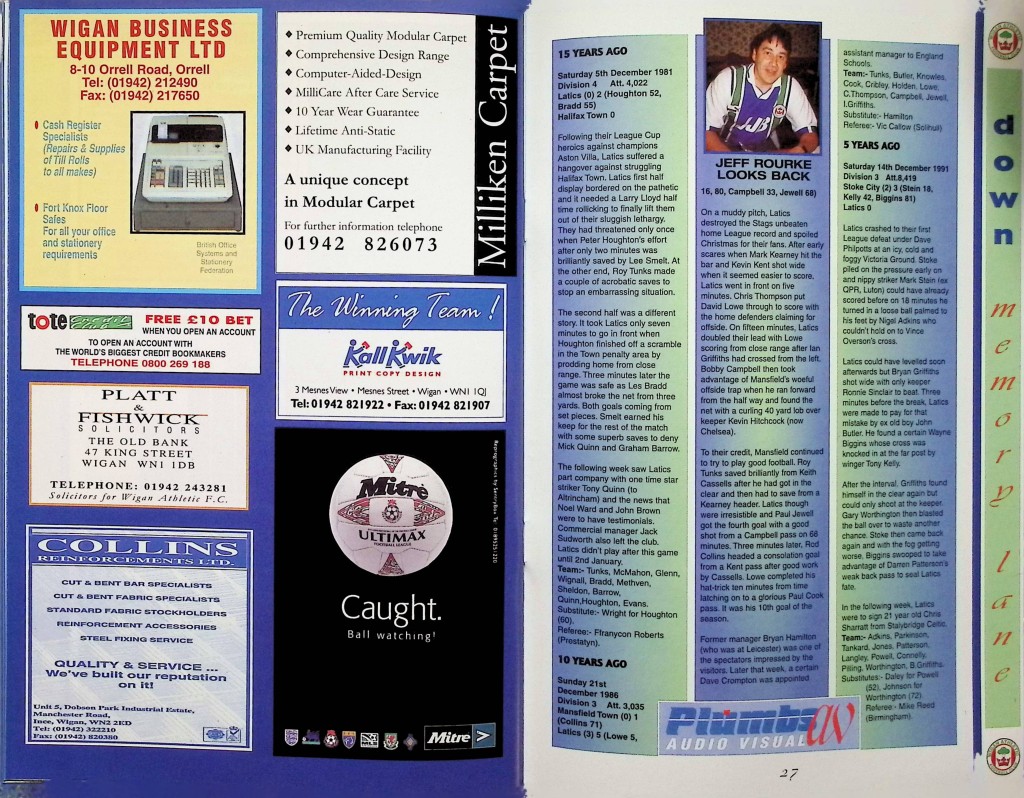 WIGAN BUSINESS
EQUIPMENT LTD
8-10 Orrell Road, Orrell
Tel: (01942) 212490
Fax: (01942) 217650
Cash Register
Specialists
(Repairs & Supplies
of Till Rolls
to all makes)
Fort Knox Floor
Safes
For all your office
and stationery
requirements
British Office
Systems and
Stationery
Federation
tote Credit Club
FREE £10 BET
WHEN YOU OPEN AN ACCOUNT
TO OPEN AN ACCOUNT WITH
THE WORLD'S BIGGEST CREDIT BOOKMAKERS
TELEPHONE 0800 269 188
PLATT
&
FISHWICK
SOLICITORS
THE OLD BANK
47 KING STREET
WIGAN WN1 1DB
TELEPHONE: 01942 243281
Solicitors for Wigan Athletic F.C.
COLLINS
REINFORCEMENTS LTD.
CUT & BENT BAR SPECIALISTS
CUT & BENT FABRIC SPECIALISTS
STANDARD FABRIC STOCKHOLDERS
REINFORCEMENT ACCESSORIES
STEEL FIXING SERVICE
QUALITY & SERVICE ...
We've built our reputation
on it!
Unit 5, Dobson Park Industrial Estate,
Manchester Road,
Ince, Wigan, WN2 2ED
Tel: (01942) 322210
Fax: (01942) 820380
❖ Premium Quality Modular Carpet
❖ Comprehensive Design Range
❖ Computer-Aided-Design
❖ MilliCare After Care Service
❖ 10 Year Wear Guarantee
❖ Lifetime Anti-Static
❖ UK Manufacturing Facility
A unique concept
in Modular Carpet
For further information telephone
01942 826073
Milliken Carpet
The Winning Team !
Kall Kwik
PRINT COPY DESIGN
3 Mesnes View • Mesnes Street • Wigan • WN1 1QJ
Tel: 01942 821922 • Fax: 01942 821907
Mitre
ULTIMAX
FOOTBALL LEAGUE
Caught.
Ball watching!
Mitre
15 YEARS AGO
Saturday 5th December 1981
Division 4 Att. 4,022
Latics (0) 2 (Houghton 52,
Bradd 55)
Halifax Town 0
Following their League Cup
heroics against champions
Aston Villa, Latics suffered a
hangover against struggling
Halifax Town. Latics first half
display bordered on the pathetic
and it needed a Larry Lloyd half
time rollicking to finally lift them
out of their sluggish lethargy.
They had threatened only once
when Peter Houghton's effort
after only two minutes was
brilliantly saved by Lee Smelt. At
the other end, Roy Tunks made
a couple of acrobatic saves to
stop an embarrassing situation.
The second half was a different
story. It took Latics only seven
minutes to go in front when
Houghton finished off a scramble
in the Town penalty area by
prodding home from close
range. Three minutes later the
game was safe as Les Bradd
almost broke the net from three
yards. Both goals coming from
set pieces. Smelt earned his
keep for the rest of the match
with some superb saves to deny
Mick Quinn and Graham Barrow.
The following week saw Latics
part company with one time star
striker Tony Quinn (to
Altrincham) and the news that
Noel Ward and John Brown
were to have testimonials.
Commercial manager Jack
Sudworth also left the club.
Latics didn't play after this game
until 2nd January.
Team:- Tunks, McMahon, Glenn,
Wignall, Bradd, Methven,
Sheldon, Barrow,
Quinn,Houghton, Evans.
Substitute:- Wright for Houghton
(60).
Referee:- Ffranycon Roberts
(Prestatyn).
10 YEARS AGO
Sunday 21st
December 1986
Division 3 Att. 3,035
Mansfield Town (0) 1
(Collins 71)
Latics (3) 5 (Lowe 5,
JJB
JEFF ROURKE
LOOKS BACK
16, 80, Campbell 33, Jewell 68)
On a muddy pitch, Latics
destroyed the Stags unbeaten
home League record and spoiled
Christmas for their fans. After early
scares when Mark Kearney hit the
bar and Kevin Kent shot wide
when it seemed easier to score.
Latics went in front on five
minutes. Chris Thompson put
David Lowe through to score with
the home defenders claiming for
offside. On fifteen minutes, Latics
doubled their lead with Lowe
scoring from close range after Ian
Griffiths had crossed from the left.
Bobby Campbell then took
advantage of Mansfield's woeful
offside trap when he ran forward
from the half way and found the
net with a curling 40 yard lob over
keeper Kevin Hitchcock (now
Chelsea).
To their credit, Mansfield continued
to try to play good football. Roy
Tunks saved brilliantly from Keith
Cassells after he had got in the
clear and then had to save from a
Kearney header. Latics though
were irresistible and Paul Jewell
got the fourth goal with a good
shot from a Campbell pass on 68
minutes. Three minutes later, Rod
Collins headed a consolation goal
from a Kent pass after good work
by Cassells. Lowe completed his
hat-trick ten minutes from time
latching on to a glorious Paul Cook
pass. It was his 10th goal of the
season.
Former manager Bryan Hamilton
(who was at Leicester) was one of
the spectators impressed by the
visitors. Later that week, a certain
Dave Crompton was appointed
assistant manager to England
Schools.
Team:- Tunks, Butler, Knowles,
Cook, Cribley, Holden, Lowe,
C.Thompson, Campbell, Jewell,
I.Griffiths.
Substitute:- Hamilton
Referee:- Vic Callow (Solihull)
5 YEARS AGO
Saturday 14th December 1991
Division 3 Att.8,419
Stoke City (2) 3 (Stein 18,
Kelly 42, Biggins 81)
Latics 0
Latics crashed to their first
League defeat under Dave
Philpotts at an icy, cold and
foggy Victoria Ground. Stoke
piled on the pressure early on
and nippy striker Mark Stein (ex
QPR, Luton) could have already
scored before on 18 minutes he
turned in a loose ball palmed to
his feet by Nigel Adkins who
couldn't hold on to Vince
Overson's cross.
Latics could have levelled soon
afterwards but Bryan Griffiths
shot wide with only keeper
Ronnie Sinclair to beat. Three
minutes before the break, Latics
were made to pay for that
mistake by ex old boy John
Butler. He found a certain Wayne
Biggins whose cross was
knocked in at the far post by
winger Tony Kelly.
After the interval, Griffiths found
himself in the clear again but
could only shoot at the keeper.
Gary Worthington then blasted
the ball over to waste another
chance. Stoke then came back
again and with the fog getting
worse. Biggins swooped to take
advantage of Darren Patterson's
weak back pass to seal Latics
fate.
In the following week, Latics
were to sign 21 year old Chris
Sharratt from Stalybridge Celtic.
Team:- Adkins, Parkinson,
Tankard, Jones, Patterson,
Langley, Powell, Connelly,
Pilling, Worthington, B.Griffiths.
Substitutes:- Daley for Powell
(52), Johnson for
Worthington (72)
Referee - Mike Reed
(Birmingham).
Plumbs av
AUDIO VISUAL
27
down
memory lane